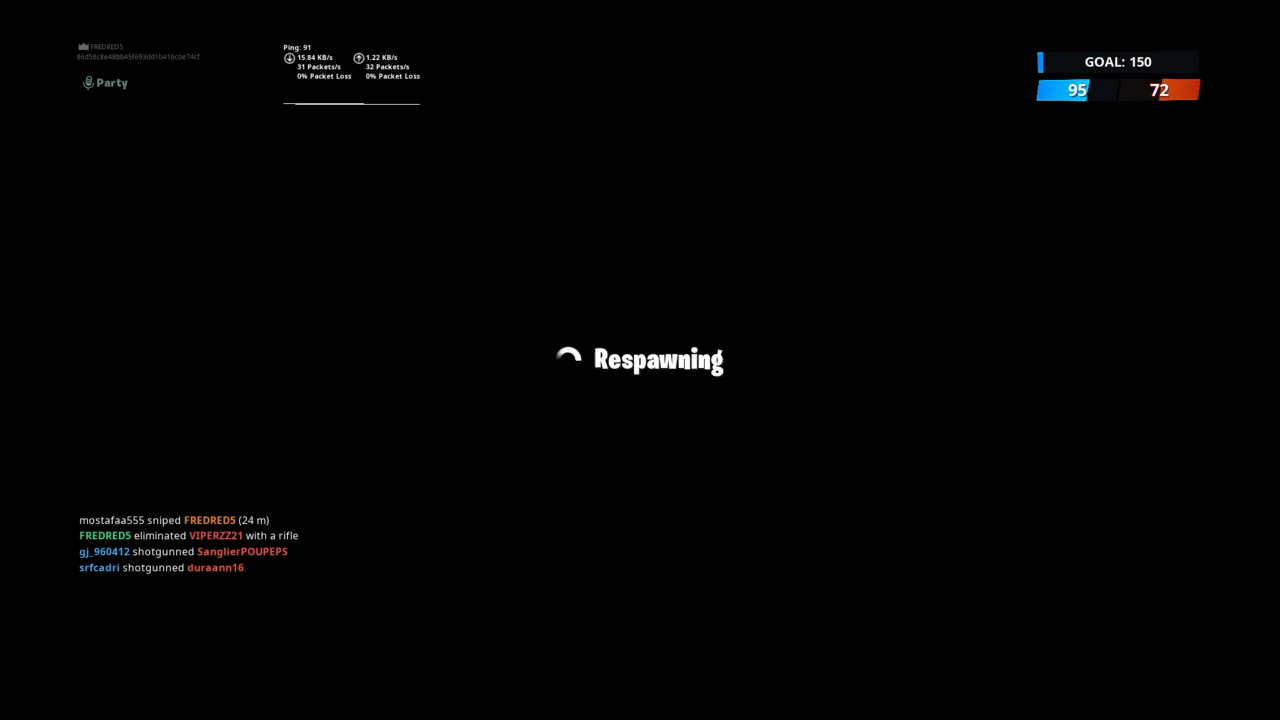 FREDRED5
Party
Ping: 91
15.84 KB/s
31 Packets/s
0% Packet Loss
1.22 KB/s
32 Packets/s
0% Packet Loss
GOAL: 150
95
72
Respawning
mostafaa555 sniped FREDRED5 (24 m)
FREDRED5 eliminated VIPERZZ21 with a rifle
gj_960412 shotgunned SanglierPOUPEPS
srfcadri shotgunned duraann16